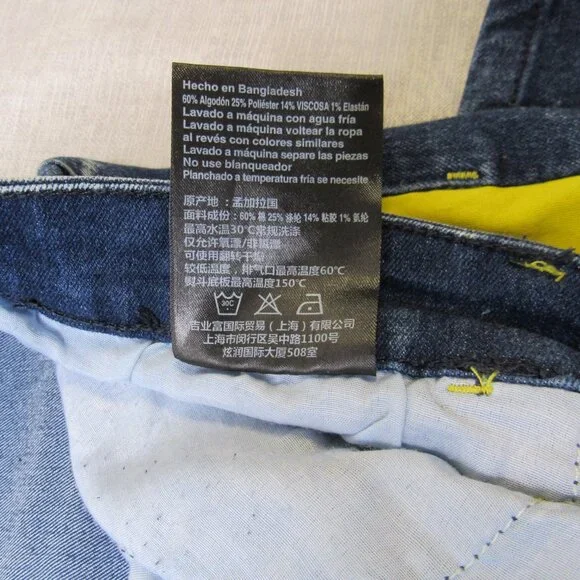 Hecho en Bangladesh
60% Algodón 25% Poliéster 14% VISCOSA 1% Elastán
Lavado a máquina con agua fría
Lavado a máquina voltear la ropa
al revés con colores similares
Lavado a máquina separe las piezas
No use blanqueador
Planchado a temperatura fría se necesite
原产地：孟加拉国
面料成份：60% 棉 25% 涤纶 14% 粘胶 1% 氨纶
最高水温30℃常规洗涤
仅允许氧漂/非氯漂
可使用翻转干燥
较低温度，排气口最高温度60℃
熨斗底板最高温度150℃
30C
吉业富国际贸易（上海）有限公司
上海市闵行区吴中路1100号
炫润国际大厦508室